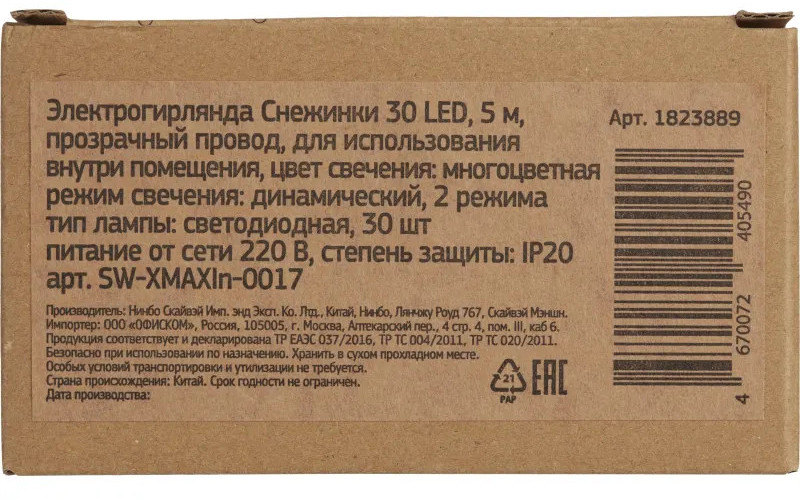 Электрогирлянда Снежинки 30 LED, 5 м,
прозрачный провод, для использования
внутри помещения, цвет свечения: многоцветная
режим свечения: динамический, 2 режима
тип лампы: светодиодная, 30 шт
питание от сети 220 В, степень защиты: IP20
арт. SW-XMAXIn-0017
Производитель: Нинбо Скайвэй Имп. энд Эксп. Ко. Лтд., Китай, Нинбо, Лянчжу Роуд 767, Скайвэй Мэншн.
Импортер: ООО «ОФИСКОМ», Россия, 105005, г. Москва, Аптекарский пер., 4 стр. 4, пом. III, каб 6.
Продукция соответствует и декларирована ТР ЕАЭС 037/2016, ТР ТС 004/2011, ТР ТС 020/2011.
Безопасно при использовании по назначению. Хранить в сухом прохладном месте.
Особых условий транспортировки и утилизации не требуется.
Страна происхождения: Китай. Срок годности не ограничен.
Дата производства:
Арт. 1823889
4 670072 405490
21
PAP
EAC